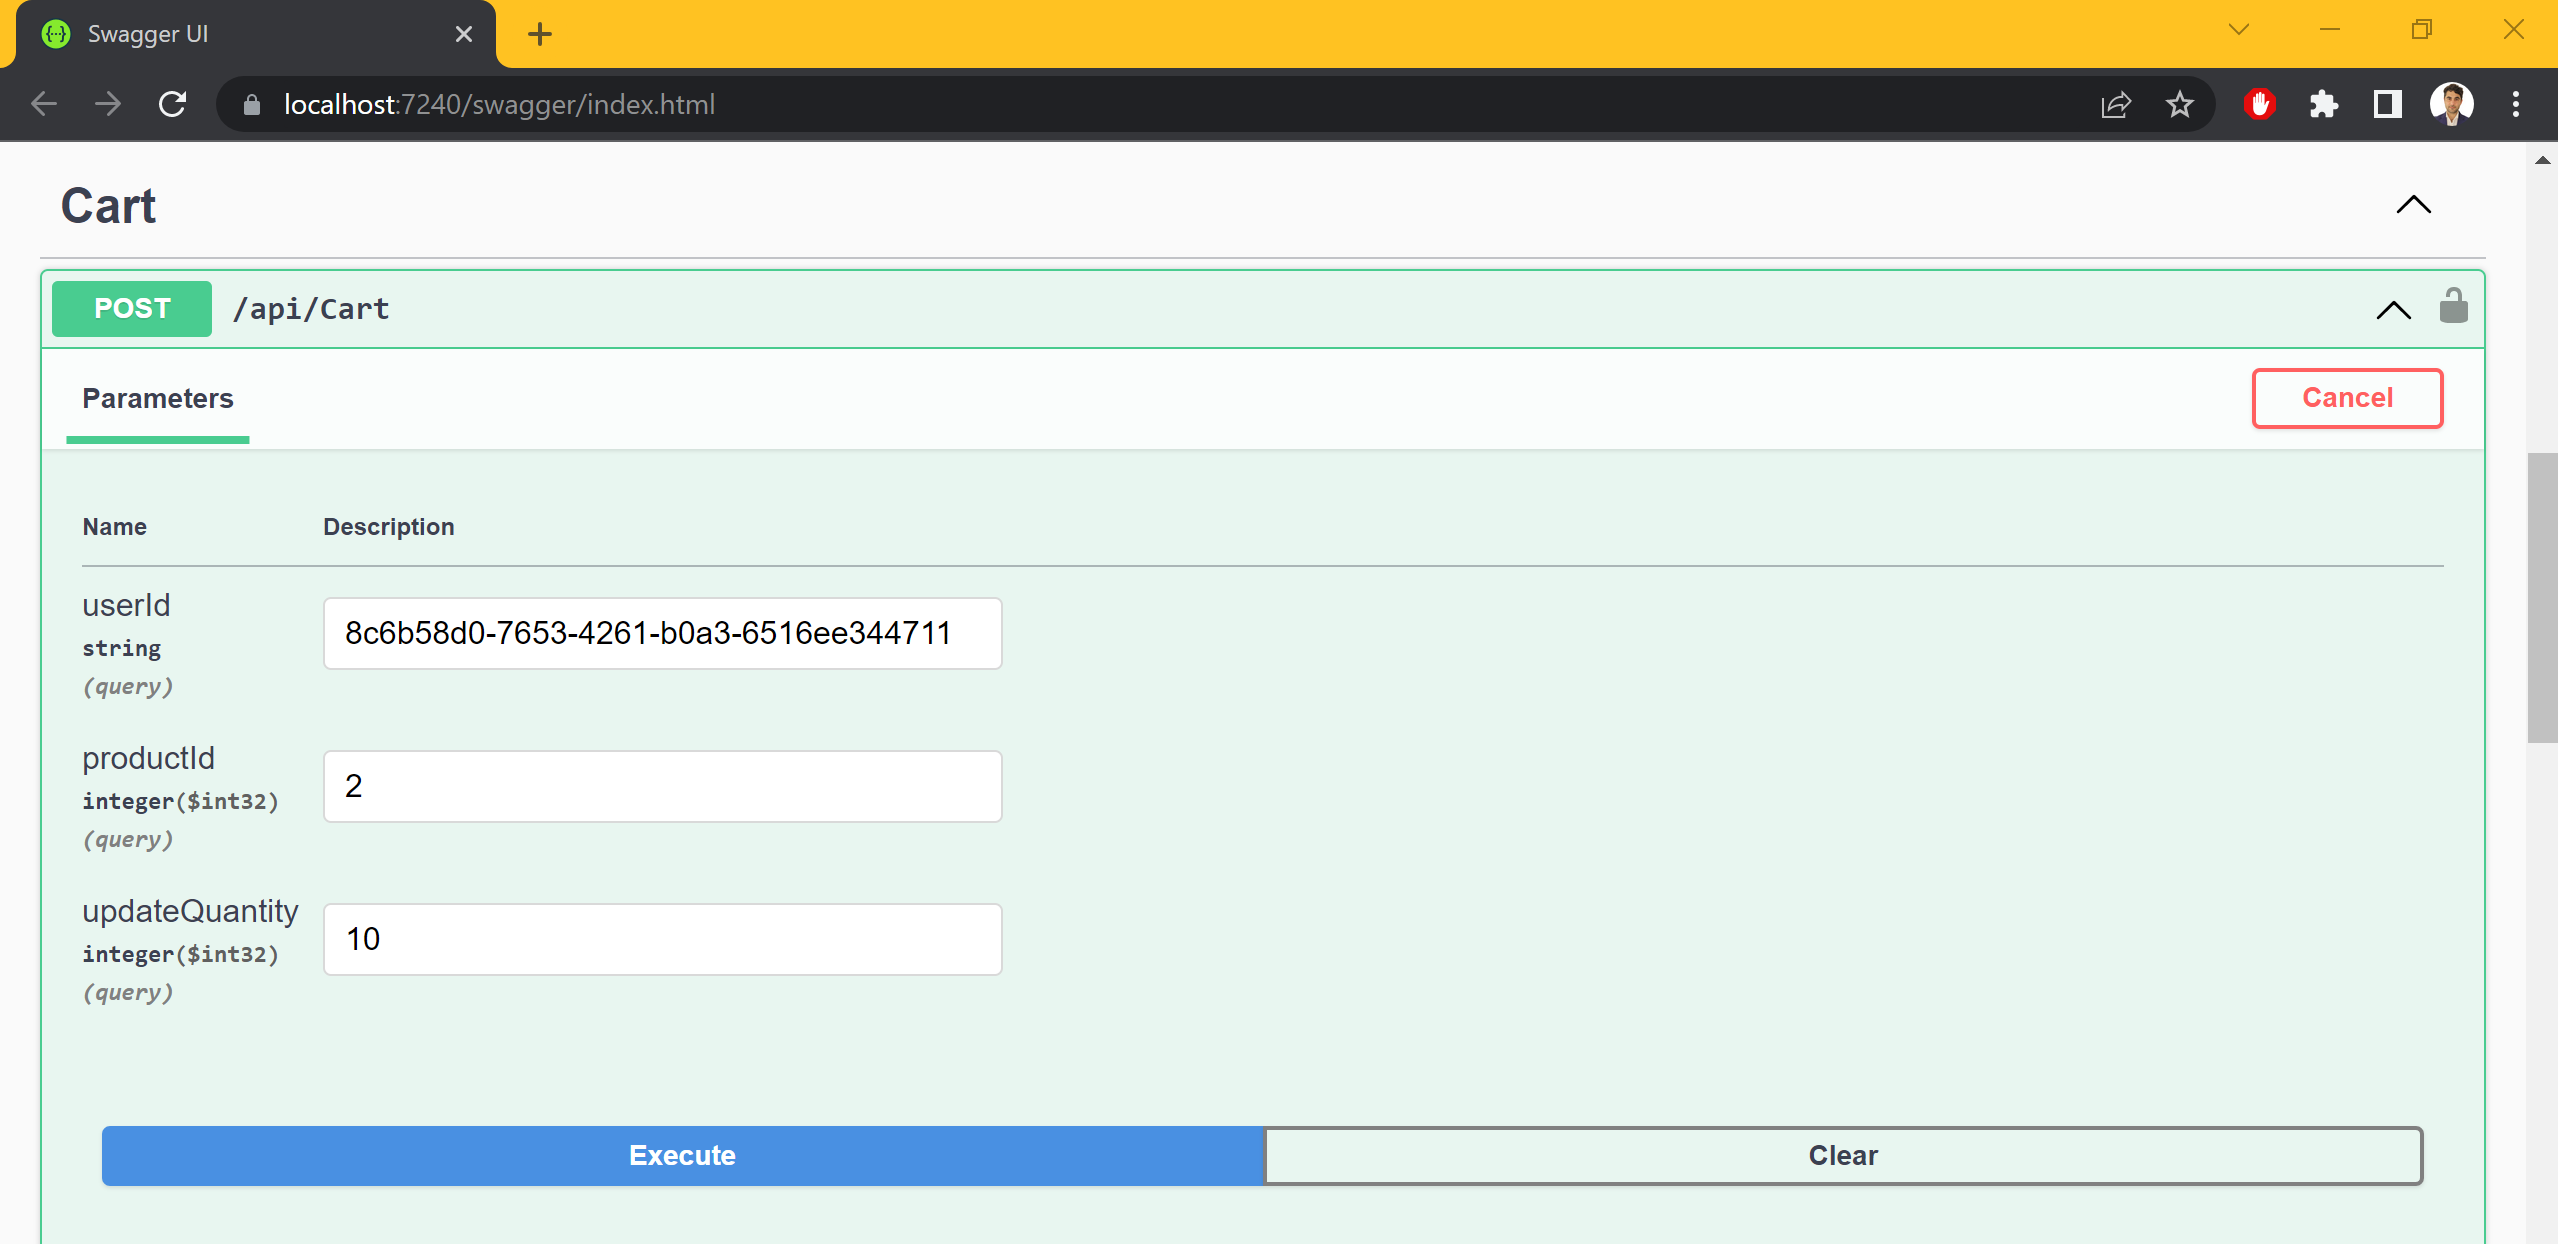 Swagger UI
localhost:7240/swagger/index.html
Cart
POST /api/Cart
Parameters Cancel
Name Description
userId
string
(query)
8c6b58d0-7653-4261-b0a3-6516ee344711
productId
integer($int32)
(query)
2
updateQuantity
integer($int32)
(query)
10
Execute Clear